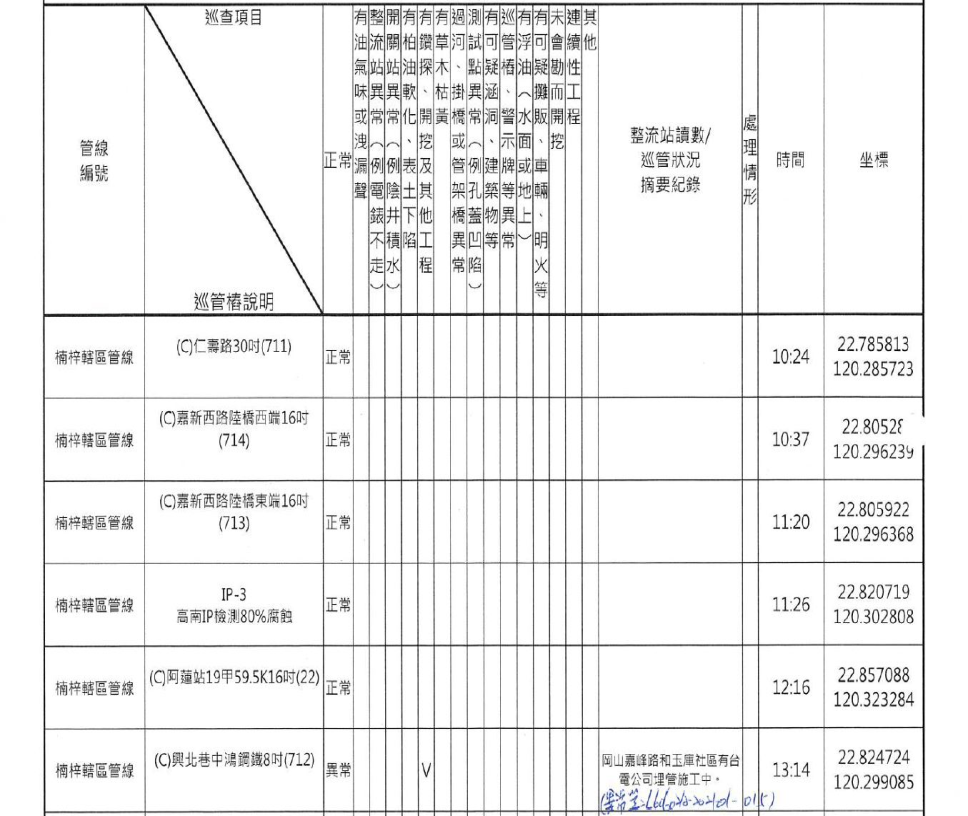 巡查項目
管線
編號
巡管樁說明
正常
有油氣味或洩漏聲
整流站異常（例電錶不走）
開關站異常（例陰井積水）
有柏油軟化、表土下陷
有鑽探、開挖及其他工程
有草木枯黃
過河、掛橋或管架橋異常
測試點異常（例孔蓋凹陷）
有可疑涵洞、建築物等
巡管樁、警示牌等異常
有浮油（水面或地上）
有可疑攤販、車輛、明火等
未會勘而開挖
連續性工程
其他
整流站讀數/
巡管狀況
摘要紀錄
處理情形
時間
坐標
楠梓轄區管線
(C)仁壽路30吋(711)
正常
10:24
22.785813
120.285723
楠梓轄區管線
(C)嘉新西路陸橋西端16吋
(714)
正常
10:37
22.80528
120.296239
楠梓轄區管線
(C)嘉新西路陸橋東端16吋
(713)
正常
11:20
22.805922
120.296368
楠梓轄區管線
IP-3
高南IP檢測80%腐蝕
正常
11:26
22.820719
120.302808
楠梓轄區管線
(C)阿蓮站19甲59.5K16吋(22)
正常
12:16
22.857088
120.323284
楠梓轄區管線
(C)興北巷中鴻鋼鐵8吋(712)
異常
V
岡山嘉峰路和玉庫社區有台
電公司埋管施工中。
13:14
22.824724
120.299085